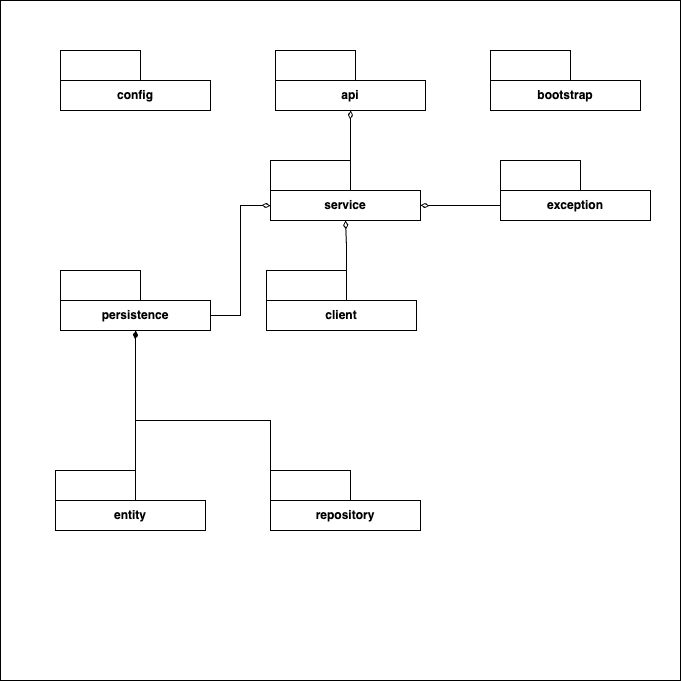 config
api
bootstrap
service
exception
persistence
client
entity
repository